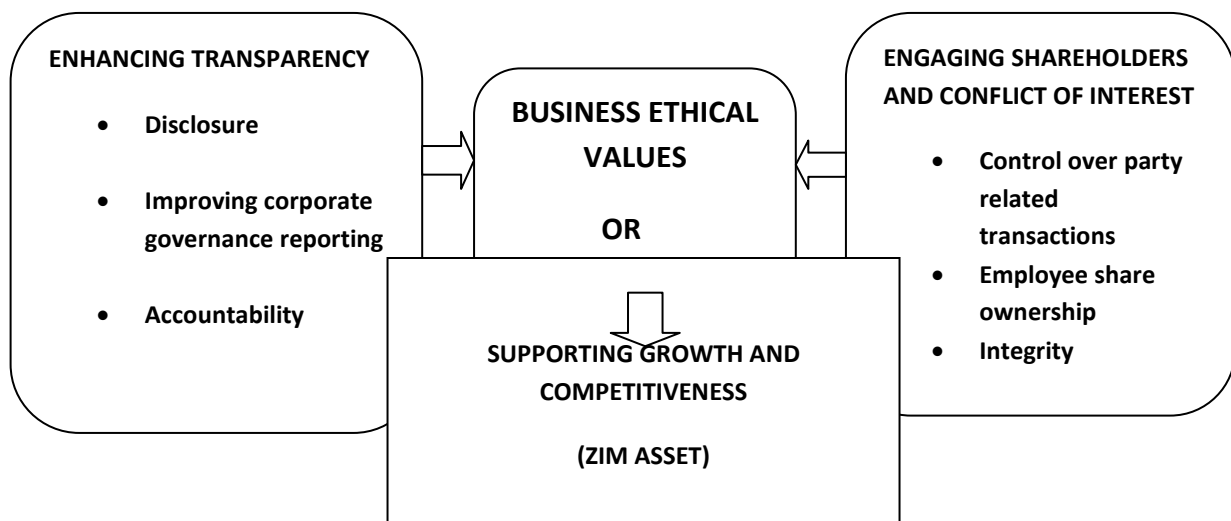 ENHANCING TRANSPARENCY
• Disclosure
• Improving corporate
governance reporting
• Accountability
BUSINESS ETHICAL
VALUES
OR
SUPPORTING GROWTH AND
COMPETITIVENESS
(ZIM ASSET)
ENGAGING SHAREHOLDERS
AND CONFLICT OF INTEREST
• Control over party
related
transactions
• Employee share
ownership
• Integrity